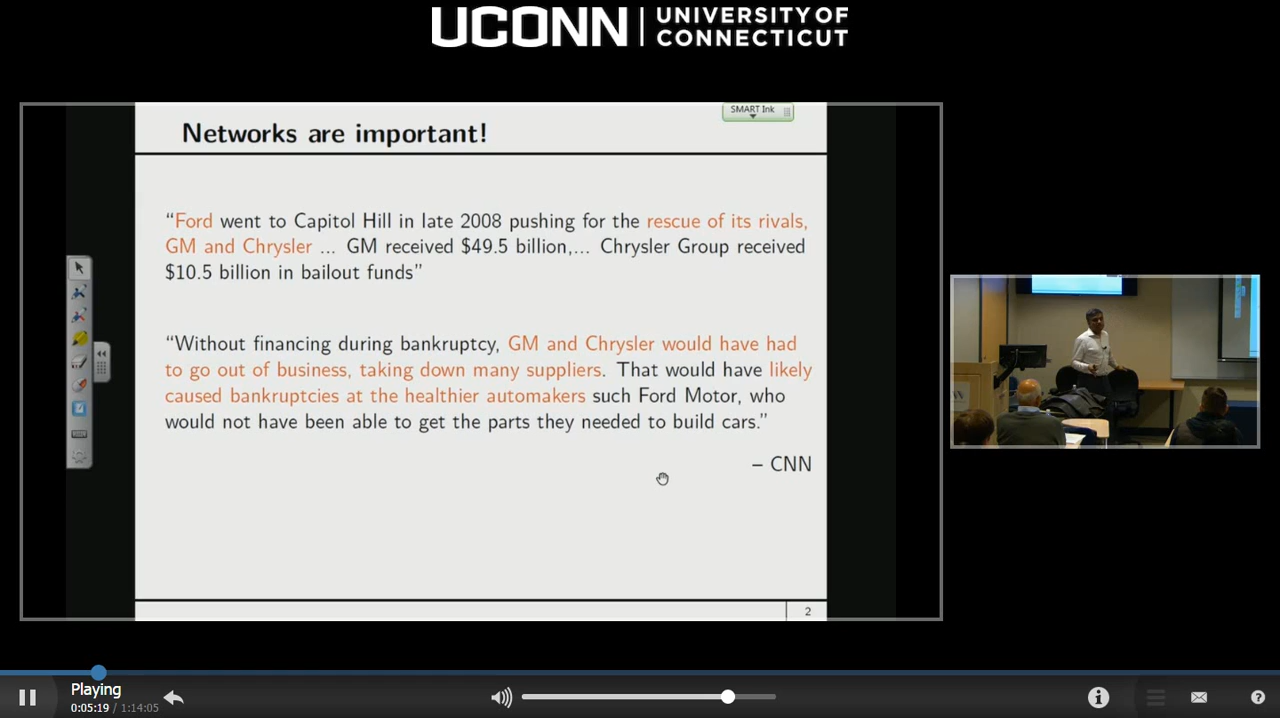 UCONN | UNIVERSITY OF
CONNECTICUT
SMART Ink
Networks are important!
“Ford went to Capitol Hill in late 2008 pushing for the rescue of its rivals,
GM and Chrysler ... GM received $49.5 billion,... Chrysler Group received
$10.5 billion in bailout funds”
“Without financing during bankruptcy, GM and Chrysler would have had
to go out of business, taking down many suppliers. That would have likely
caused bankruptcies at the healthier automakers such Ford Motor, who
would not have been able to get the parts they needed to build cars.”
– CNN
2
Playing
0:05:19 / 1:14:05